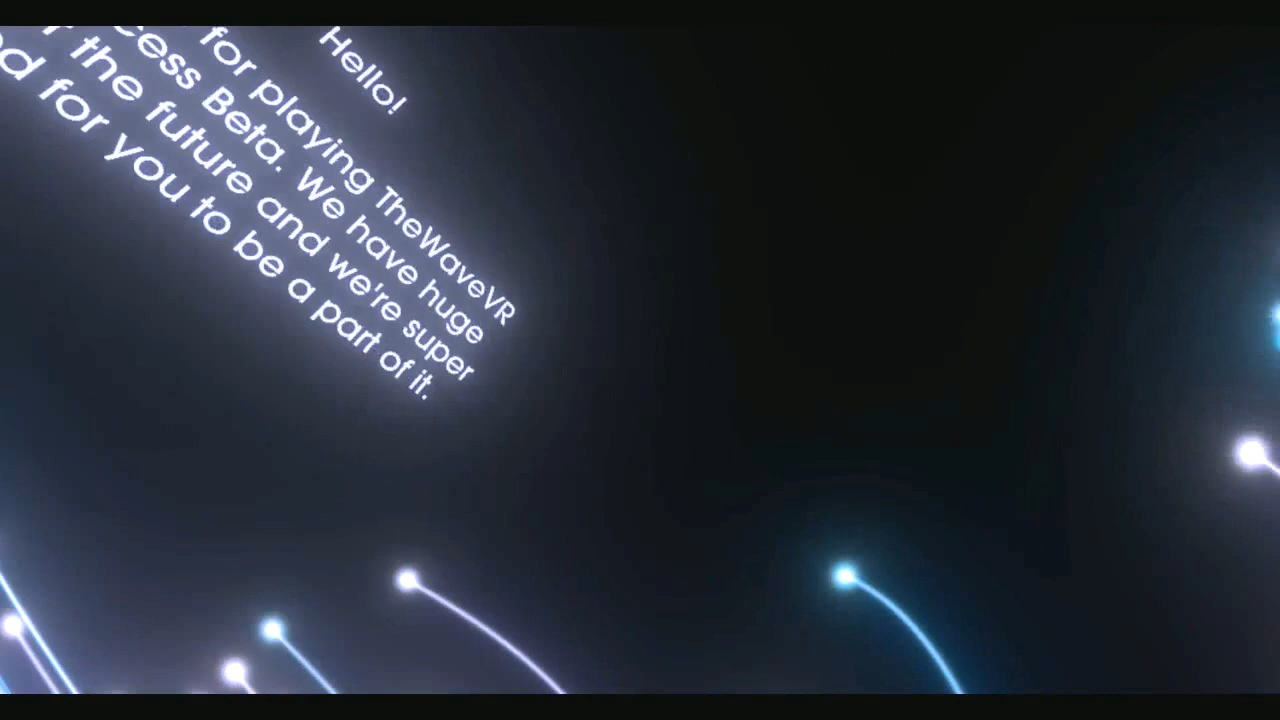 Hello!
for playing TheWaveVR
Beta. We have huge
the future and we're super
for you to be a part of it.